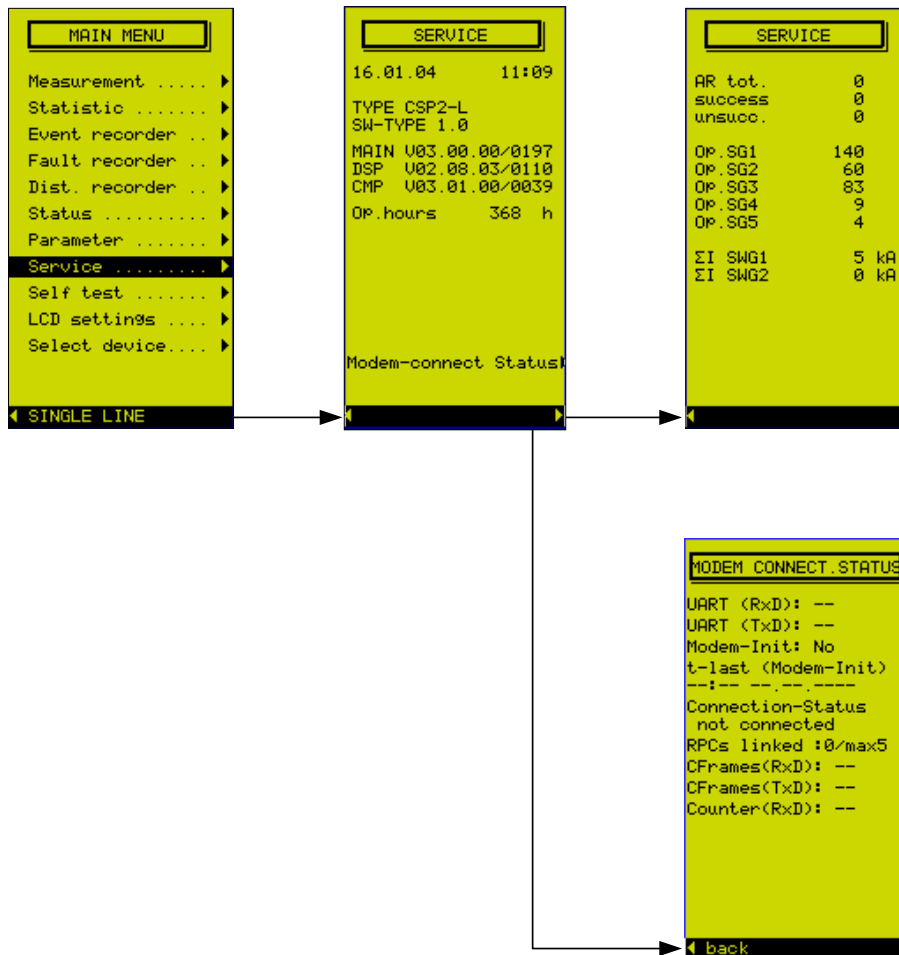 MAIN MENU
Measurement ..... ▶
Statistic ....... ▶
Event recorder .. ▶
Fault recorder .. ▶
Dist. recorder .. ▶
Status .......... ▶
Parameter ....... ▶
Service ......... ▶
Self test ....... ▶
LCD settings .... ▶
Select device.... ▶
◀ SINGLE LINE
SERVICE
16.01.04 11:09
TYPE CSP2-L
SW-TYPE 1.0
MAIN V03.00.00/0197
DSP V02.08.03/0110
CMP V03.01.00/0039
Op.hours 368 h
Modem-connect Status▶
◀ ▶
SERVICE
AR tot. 0
success 0
unsucc. 0
Op.SG1 140
Op.SG2 60
Op.SG3 83
Op.SG4 9
Op.SG5 4
ΣI SWG1 5 kA
ΣI SWG2 0 kA
◀
MODEM CONNECT.STATUS
UART (RxD): --
UART (TxD): --
Modem-Init: No
t-last (Modem-Init)
--:-- --.--.----
Connection-Status
not connected
RPCs linked :0/max5
CFrames(RxD): --
CFrames(TxD): --
Counter(RxD): --
◀ back